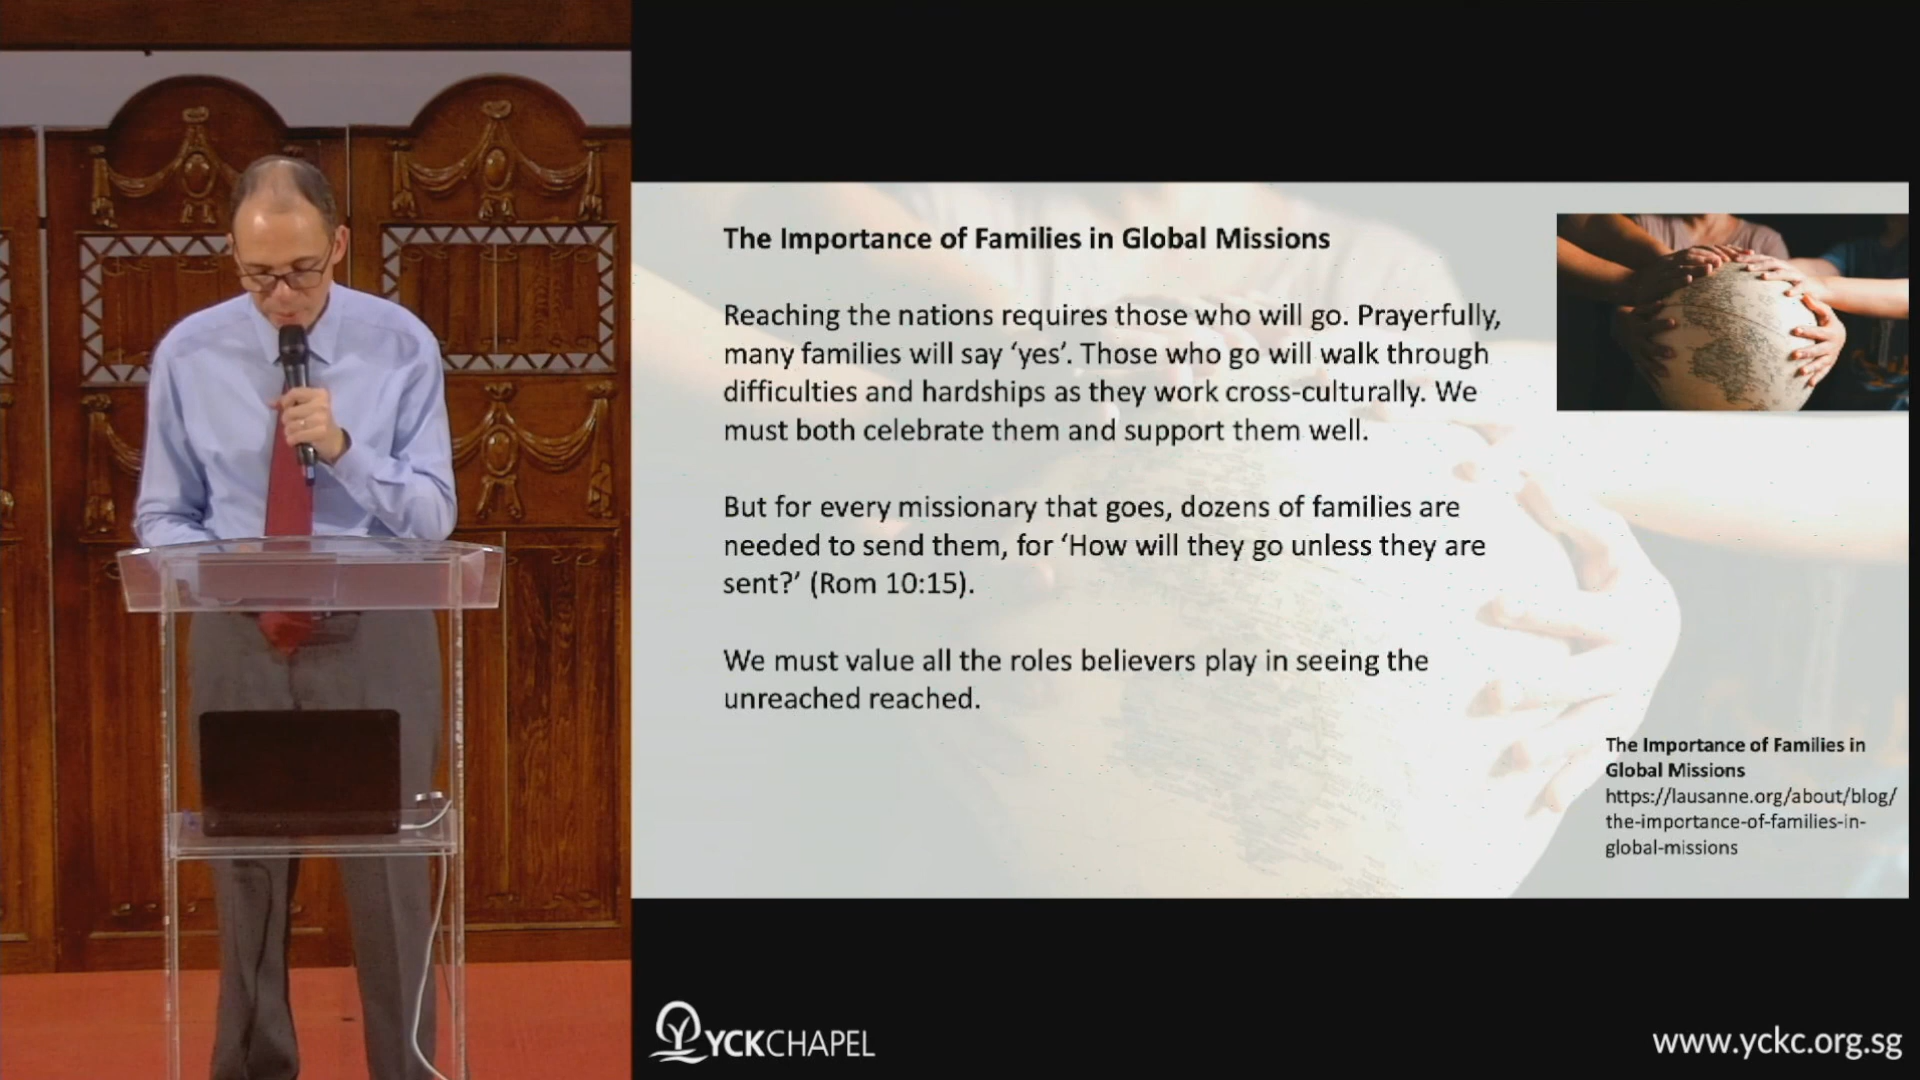 The Importance of Families in Global Missions
Reaching the nations requires those who will go. Prayerfully,
many families will say ‘yes’. Those who go will walk through
difficulties and hardships as they work cross-culturally. We
must both celebrate them and support them well.
But for every missionary that goes, dozens of families are
needed to send them, for ‘How will they go unless they are
sent?’ (Rom 10:15).
We must value all the roles believers play in seeing the
unreached reached.
The Importance of Families in
Global Missions
https://lausanne.org/about/blog/
the-importance-of-families-in-
global-missions
YCKCHAPEL
www.yckc.org.sg